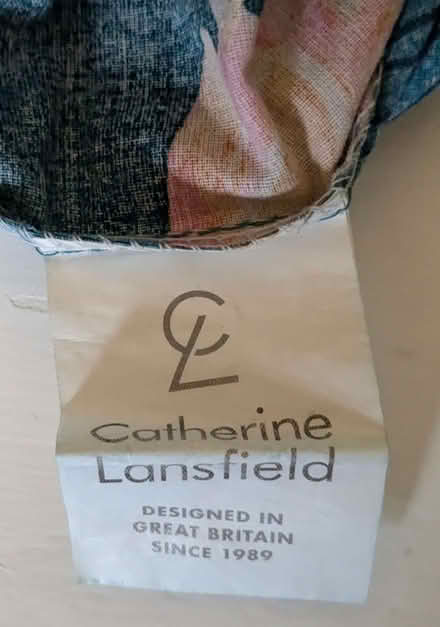 CL
Catherine
Lansfield
DESIGNED IN
GREAT BRITAIN
SINCE 1989